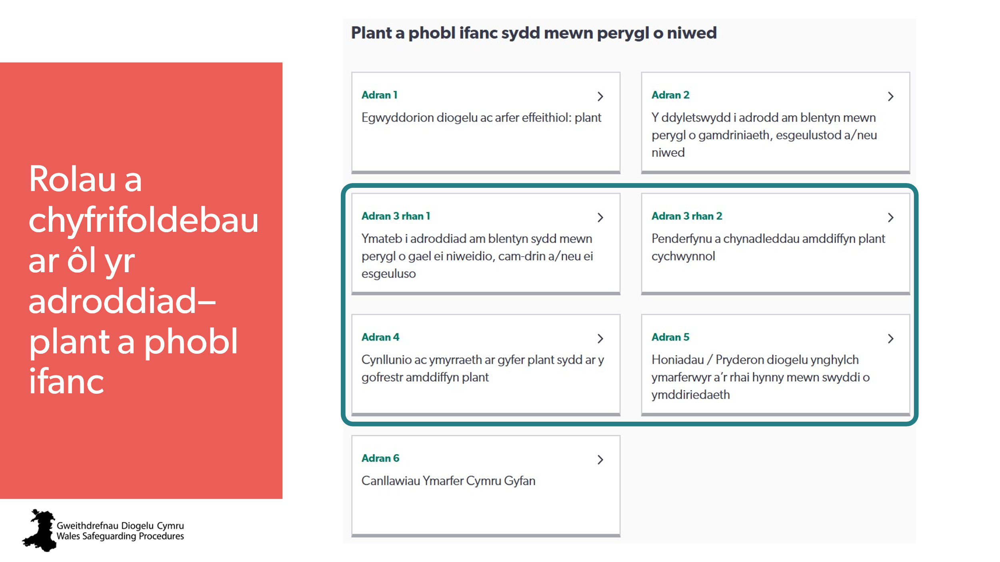 Rolau a
chyfrifoldebau
ar ôl yr
adroddiad–
plant a phobl
ifanc
Gweithdrefnau Diogelu Cymru
Wales Safeguarding Procedures
Plant a phobl ifanc sydd mewn perygl o niwed
Adran 1
Egwyddorion diogelu ac arfer effeithiol: plant
Adran 2
Y ddyletswydd i adrodd am blentyn mewn
perygl o gamdriniaeth, esgeulustod a/neu
niwed
Adran 3 rhan 1
Ymateb i adroddiad am blentyn sydd mewn
perygl o gael ei niweidio, cam-drin a/neu ei
esgeuluso
Adran 3 rhan 2
Penderfynu a chynadleddau amddiffyn plant
cychwynnol
Adran 4
Cynllunio ac ymyrraeth ar gyfer plant sydd ar y
gofrestr amddiffyn plant
Adran 5
Honiadau / Pryderon diogelu ynghylch
ymarferwyr a’r rhai hynny mewn swyddi o
ymddiriedaeth
Adran 6
Canllawiau Ymarfer Cymru Gyfan